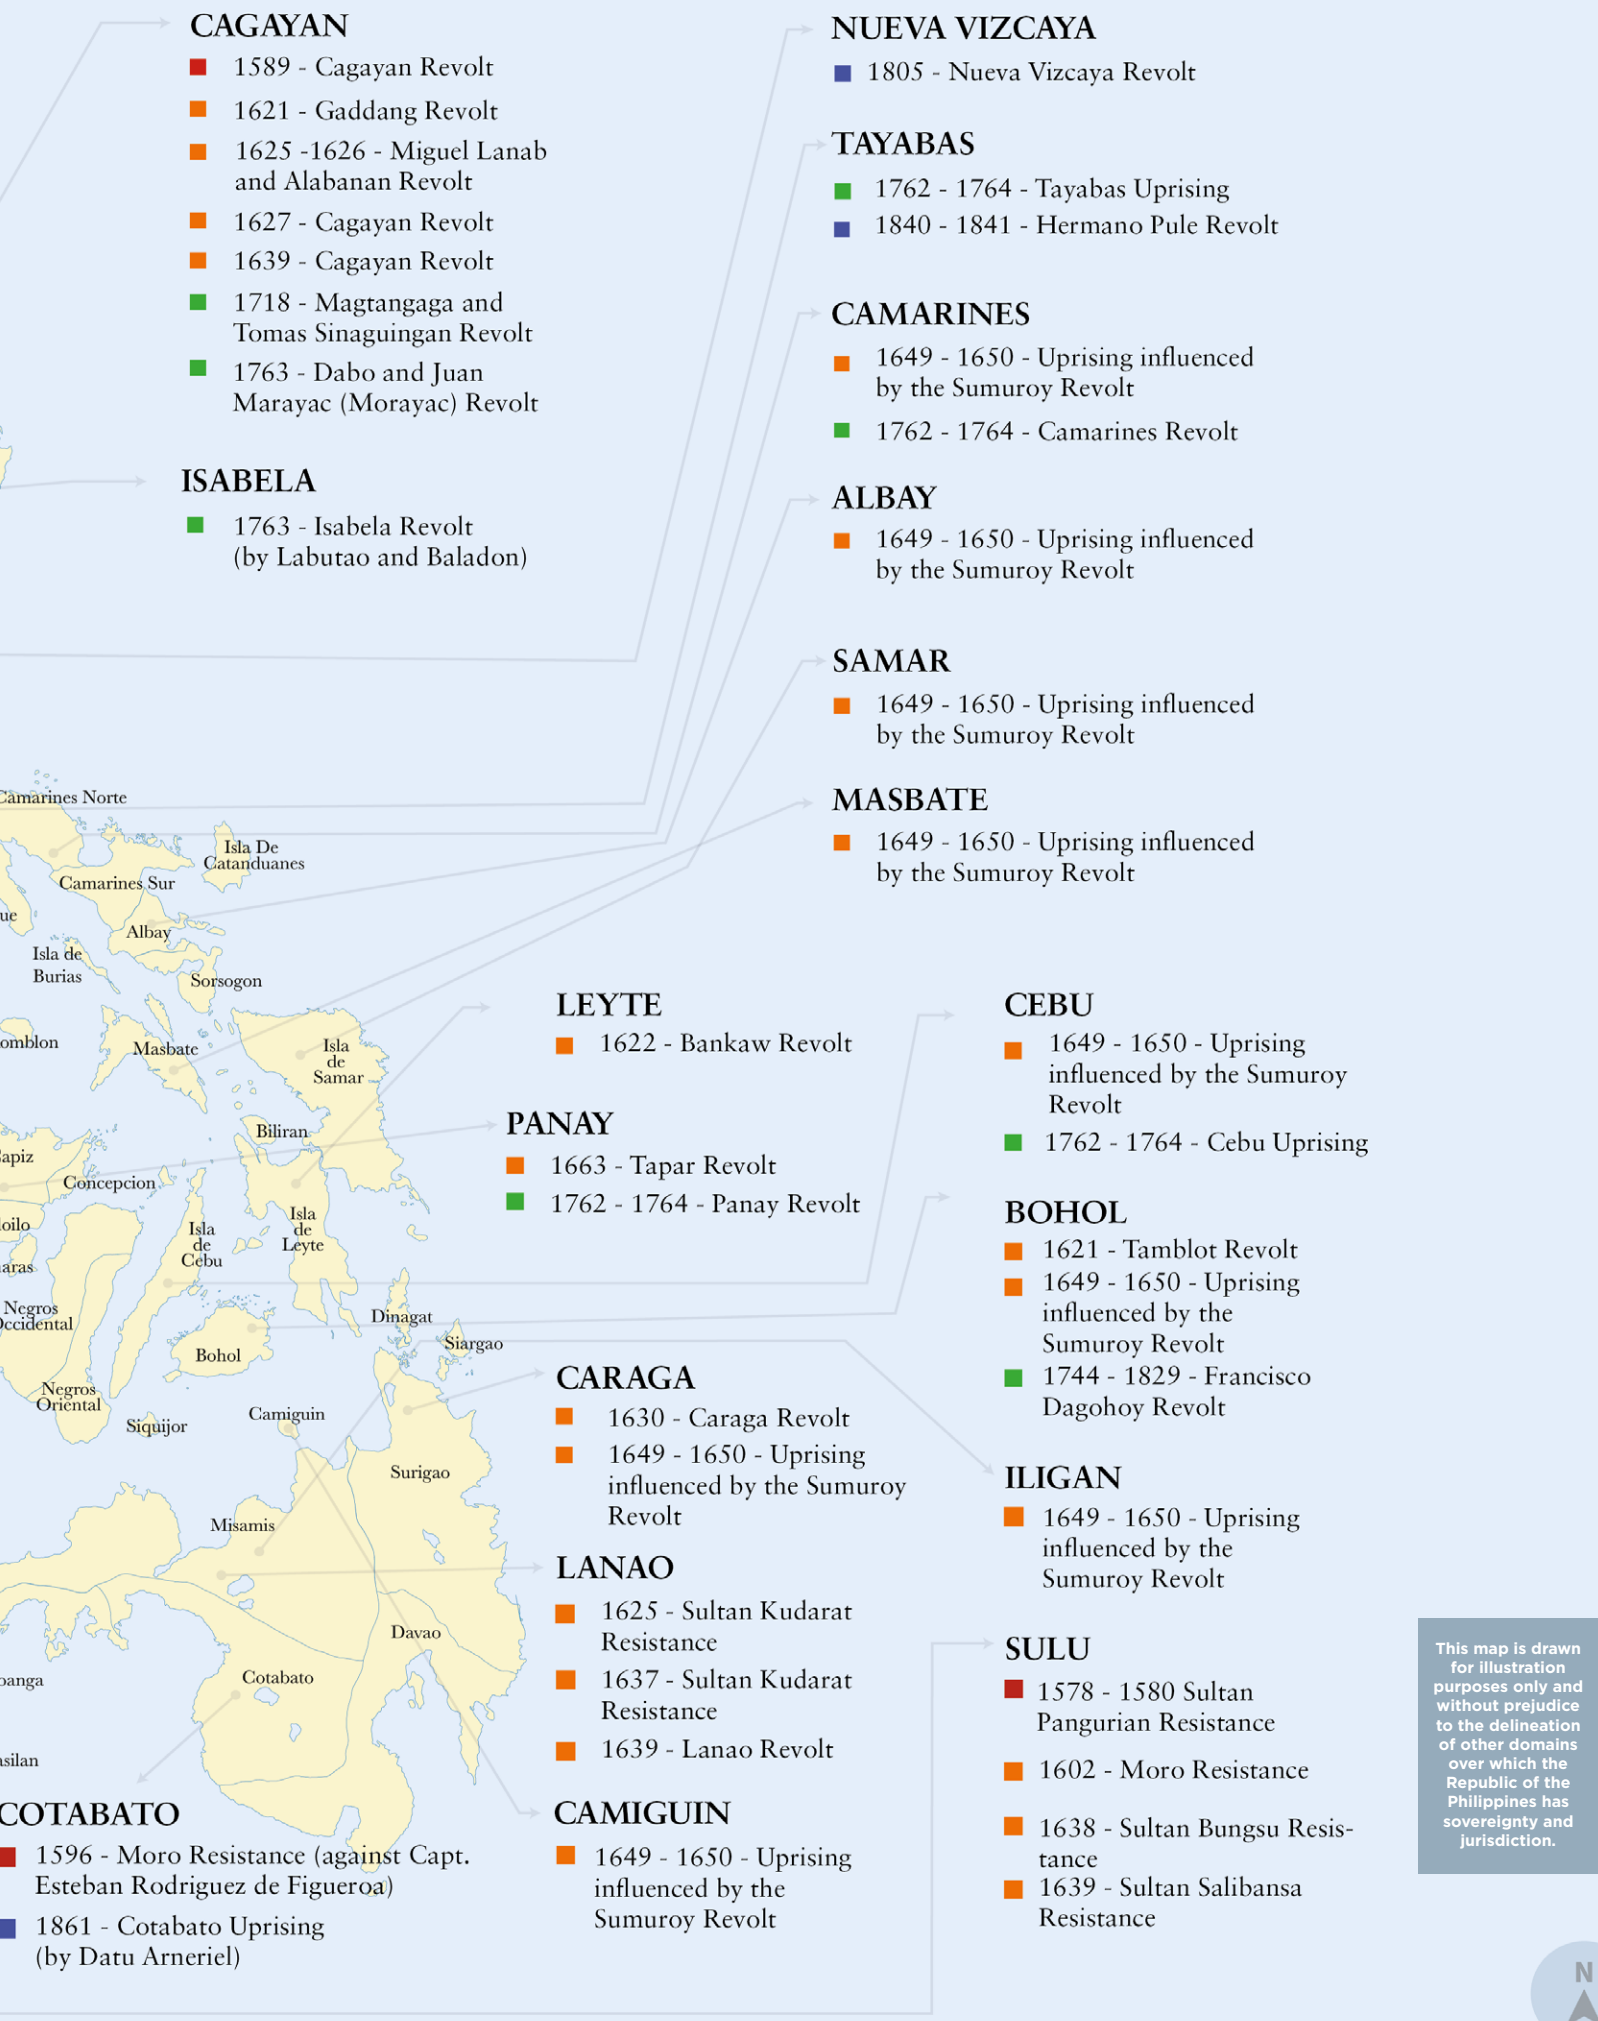 CAGAYAN
1589 - Cagayan Revolt
1621 - Gaddang Revolt
1625 -1626 - Miguel Lanab
and Alabanan Revolt
1627 - Cagayan Revolt
1639 - Cagayan Revolt
1718 - Magtangaga and
Tomas Sinaguingan Revolt
1763 - Dabo and Juan
Marayac (Morayac) Revolt
ISABELA
1763 - Isabela Revolt
(by Labutao and Baladon)
NUEVA VIZCAYA
1805 - Nueva Vizcaya Revolt
TAYABAS
1762 - 1764 - Tayabas Uprising
1840 - 1841 - Hermano Pule Revolt
CAMARINES
1649 - 1650 - Uprising influenced
by the Sumuroy Revolt
1762 - 1764 - Camarines Revolt
ALBAY
1649 - 1650 - Uprising influenced
by the Sumuroy Revolt
SAMAR
1649 - 1650 - Uprising influenced
by the Sumuroy Revolt
MASBATE
1649 - 1650 - Uprising influenced
by the Sumuroy Revolt
Camarines Norte
Isla De
Catanduanes
Camarines Sur
ue
Albay
Isla de
Burias
Sorsogon
omblon
Masbate
Isla
de
Samar
Biliran
apiz
Concepcion
oilo
Isla
de
Cebu
Isla
de
Leyte
aras
Negros
Occidental
Dinagat
Siargao
Bohol
Negros
Oriental
Siquijor
Camiguin
Surigao
Misamis
Davao
Cotabato
oanga
asilan
LEYTE
1622 - Bankaw Revolt
PANAY
1663 - Tapar Revolt
1762 - 1764 - Panay Revolt
CEBU
1649 - 1650 - Uprising
influenced by the Sumuroy
Revolt
1762 - 1764 - Cebu Uprising
BOHOL
1621 - Tamblot Revolt
1649 - 1650 - Uprising
influenced by the
Sumuroy Revolt
1744 - 1829 - Francisco
Dagohoy Revolt
CARAGA
1630 - Caraga Revolt
1649 - 1650 - Uprising
influenced by the Sumuroy
Revolt
ILIGAN
1649 - 1650 - Uprising
influenced by the
Sumuroy Revolt
LANAO
1625 - Sultan Kudarat
Resistance
1637 - Sultan Kudarat
Resistance
1639 - Lanao Revolt
SULU
1578 - 1580 Sultan
Pangurian Resistance
1602 - Moro Resistance
1638 - Sultan Bungsu Resis-
tance
1639 - Sultan Salibansa
Resistance
COTABATO
1596 - Moro Resistance (against Capt.
Esteban Rodriguez de Figueroa)
1861 - Cotabato Uprising
(by Datu Arneriel)
CAMIGUIN
1649 - 1650 - Uprising
influenced by the
Sumuroy Revolt
This map is drawn
for illustration
purposes only and
without prejudice
to the delineation
of other domains
over which the
Republic of the
Philippines has
sovereignty and
jurisdiction.
N